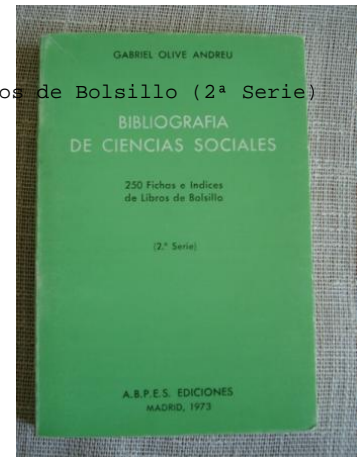 GABRIEL OLIVE ANDREU
os de Bolsillo (2ª Serie)
BIBLIOGRAFIA
DE CIENCIAS SOCIALES
250 Fichas e Indices
de Libros de Bolsillo
(2.ª Serie)
A.B.P.E.S. EDICIONES
MADRID, 1973